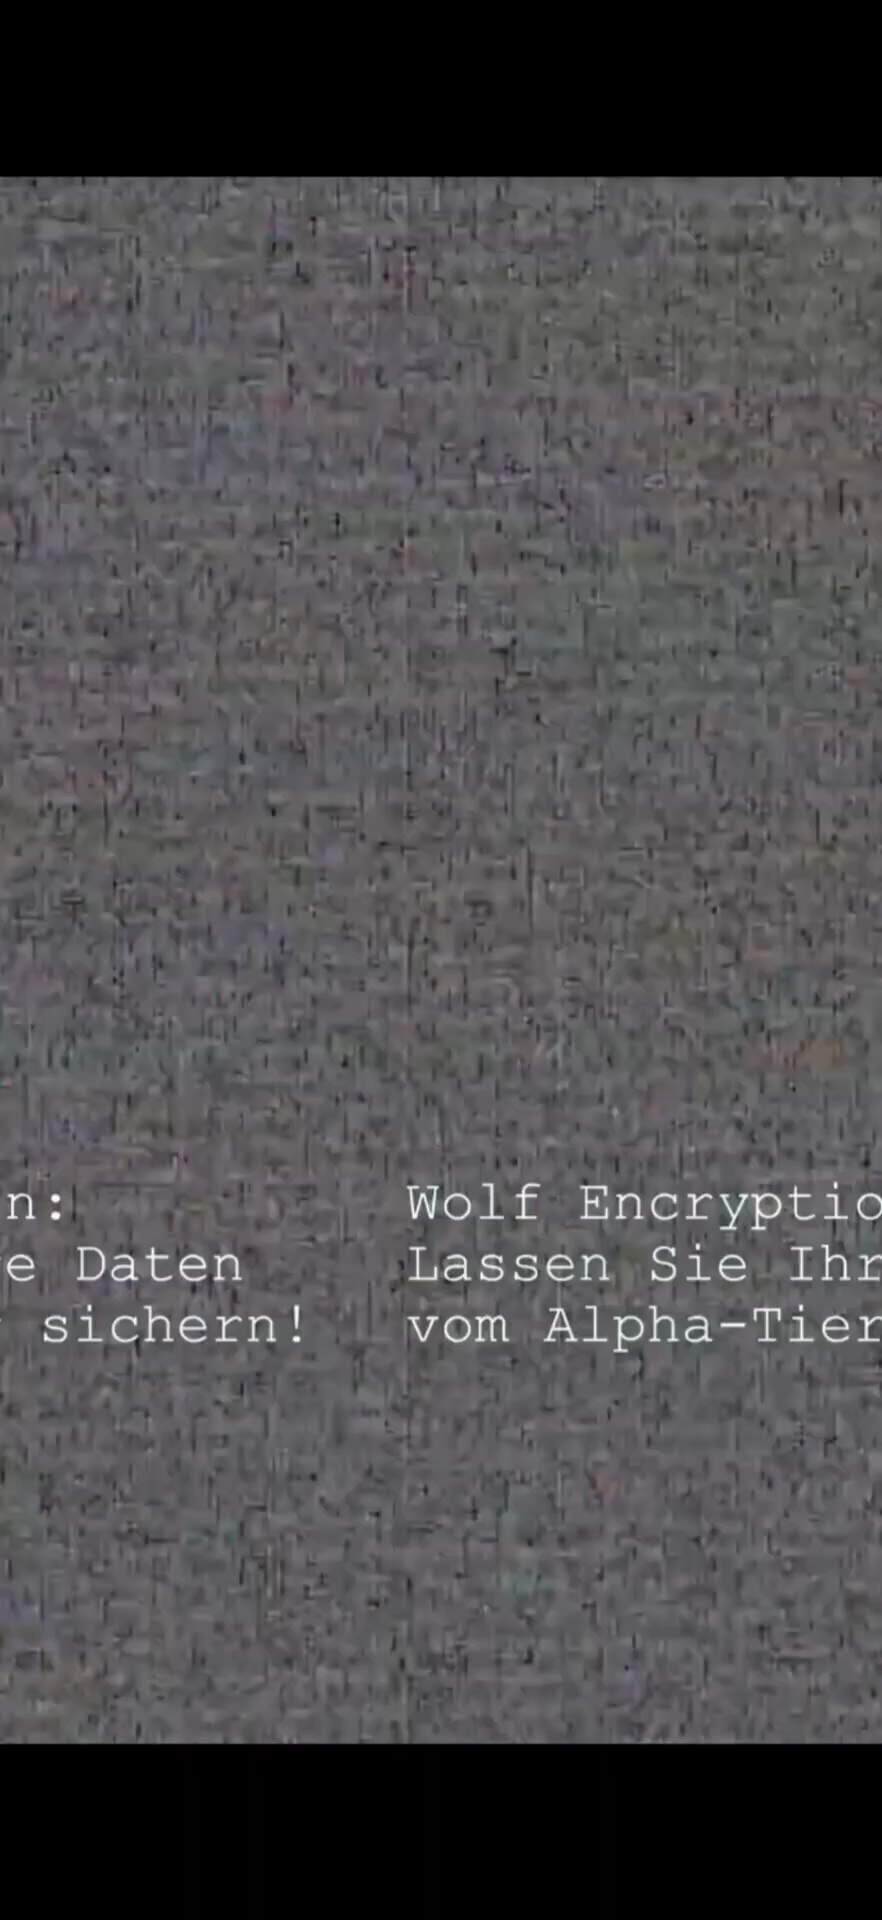 n:
e Daten
sichern!
Wolf Encryptio
Lassen Sie Ihr
vom Alpha-Tier